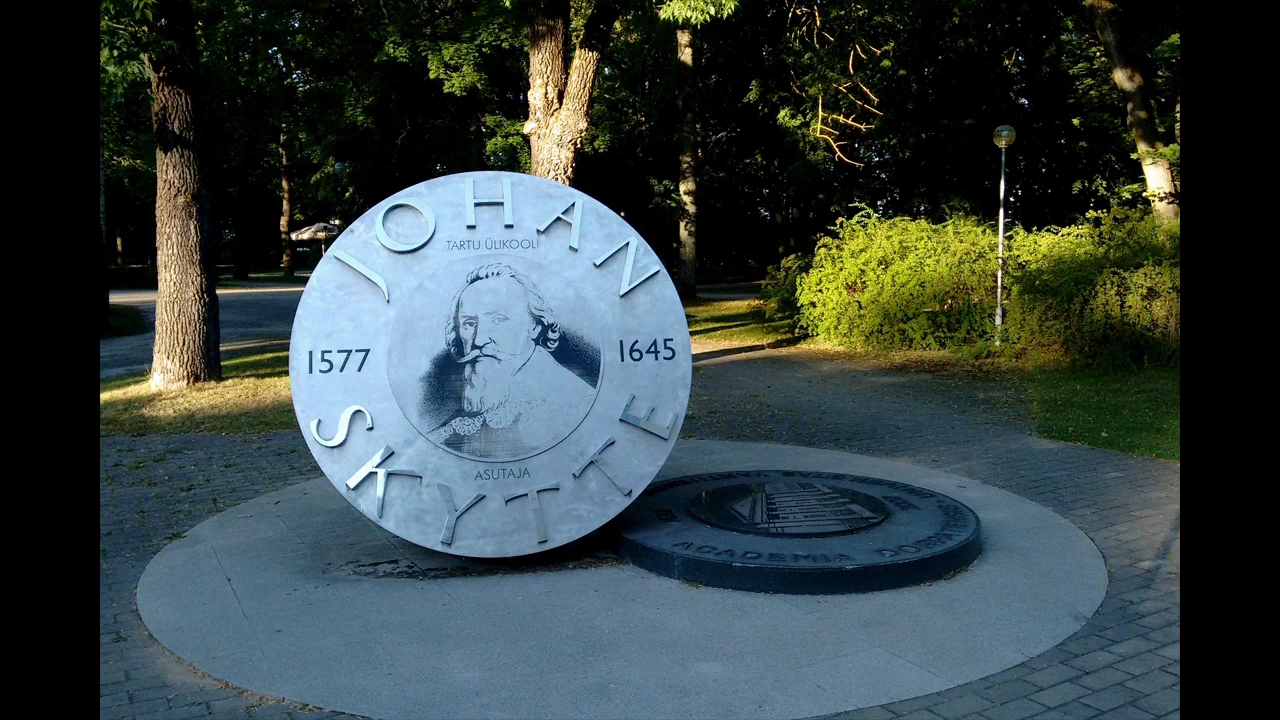 JOHAN
TARTU ÜLIKOOLI
1577
1645
ASUTAJA
SKYTTE
ACADEMIA